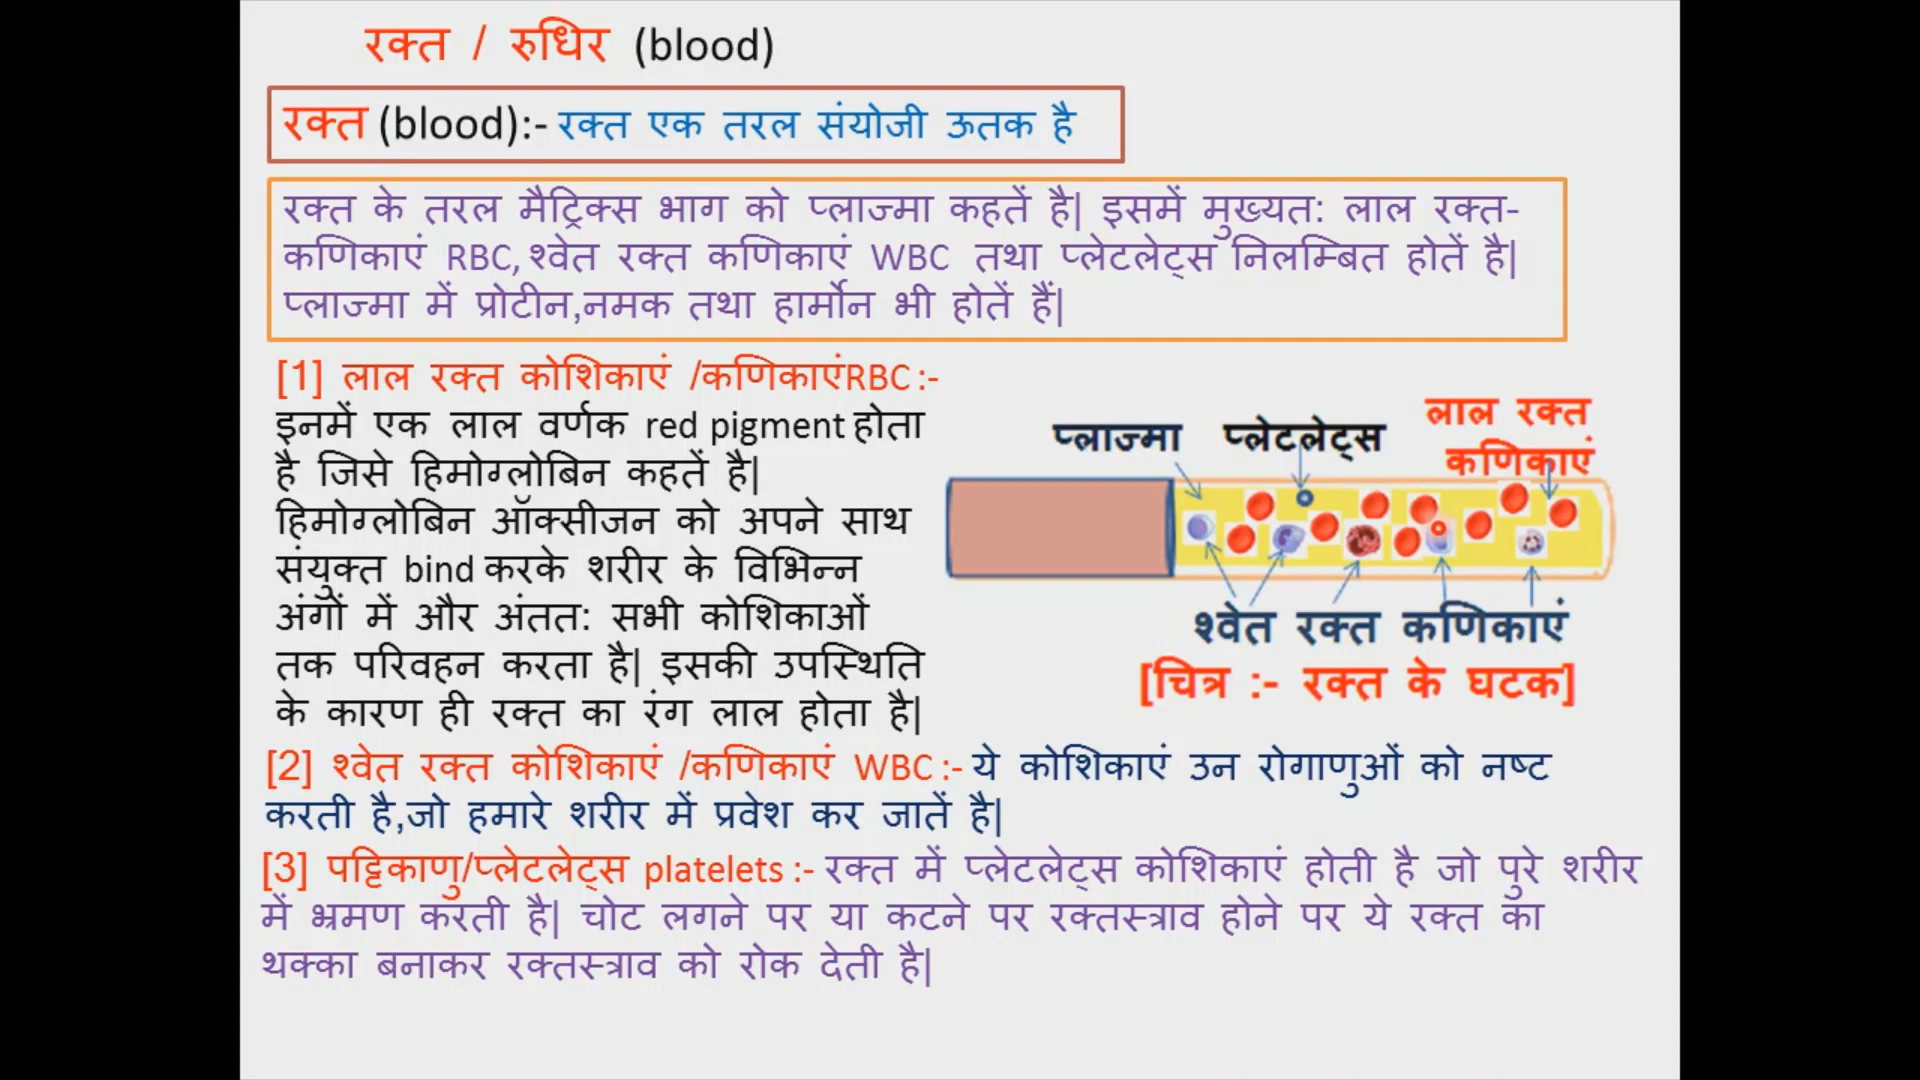 रक्त / रुधिर (blood)
रक्त (blood):- रक्त एक तरल संयोजी ऊतक है
रक्त के तरल मैट्रिक्स भाग को प्लाज्मा कहतें है| इसमें मुख्यत: लाल रक्त-
कणिकाएं RBC, श्वेत रक्त कणिकाएं WBC तथा प्लेटलेट्स निलम्बित होतें है|
प्लाज्मा में प्रोटीन,नमक तथा हार्मोन भी होतें हैं|
[1] लाल रक्त कोशिकाएं /कणिकाएंRBC :-
इनमें एक लाल वर्णक red pigment होता
है जिसे हिमोग्लोबिन कहतें है|
हिमोग्लोबिन ऑक्सीजन को अपने साथ
संयुक्त bind करके शरीर के विभिन्न
अंगों में और अंतत: सभी कोशिकाओं
तक परिवहन करता है| इसकी उपस्थिति
के कारण ही रक्त का रंग लाल होता है|
प्लाज्मा प्लेटलेट्स लाल रक्त
कणिकाएं
श्वेत रक्त कणिकाएं
[चित्र :- रक्त के घटक]
[2] श्वेत रक्त कोशिकाएं /कणिकाएं WBC :- ये कोशिकाएं उन रोगाणुओं को नष्ट
करती है,जो हमारे शरीर में प्रवेश कर जातें है|
[3] पट्टिकाणु/प्लेटलेट्स platelets :- रक्त में प्लेटलेट्स कोशिकाएं होती है जो पुरे शरीर
में भ्रमण करती है| चोट लगने पर या कटने पर रक्तस्त्राव होने पर ये रक्त का
थक्का बनाकर रक्तस्त्राव को रोक देती है|